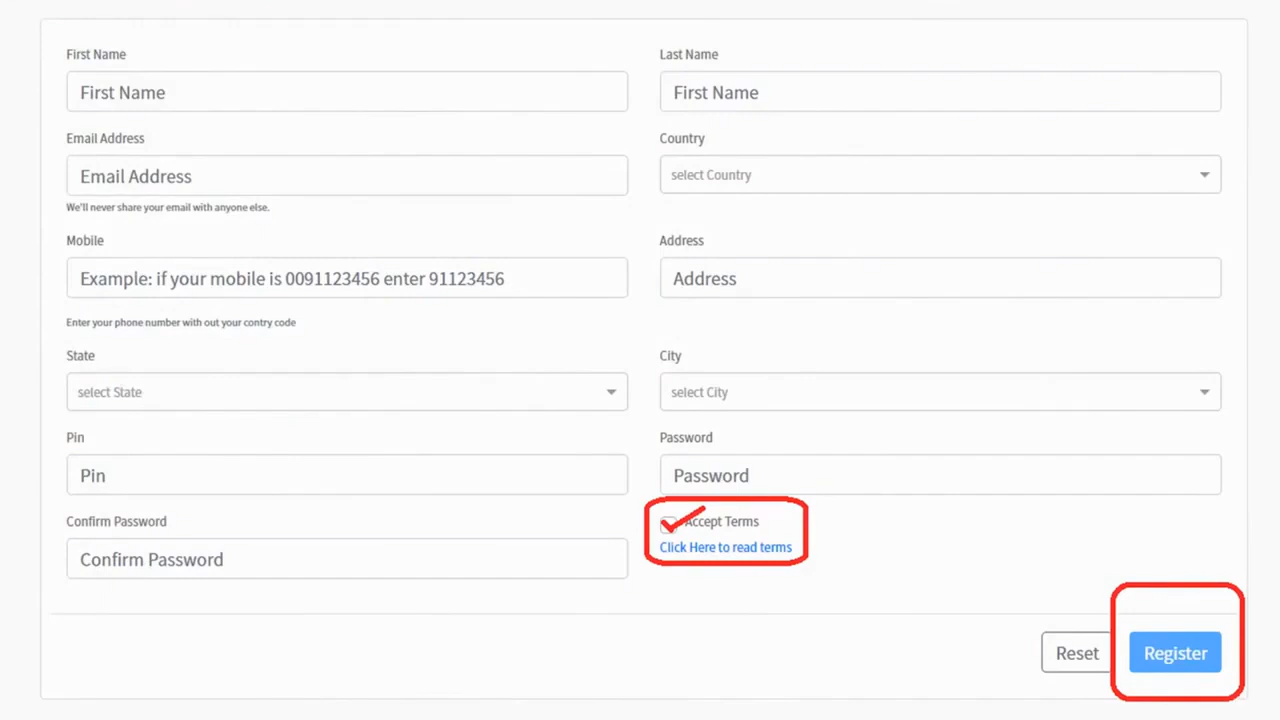 First Name
Last Name
First Name
First Name
Email Address
Country
Email Address
select Country
We'll never share your email with anyone else.
Mobile
Address
Example: if your mobile is 0091123456 enter 91123456
Address
Enter your phone number with out your contry code
State
City
select State
select City
Pin
Password
Pin
Password
Confirm Password
Accept Terms
Click Here to read terms
Confirm Password
Reset
Register